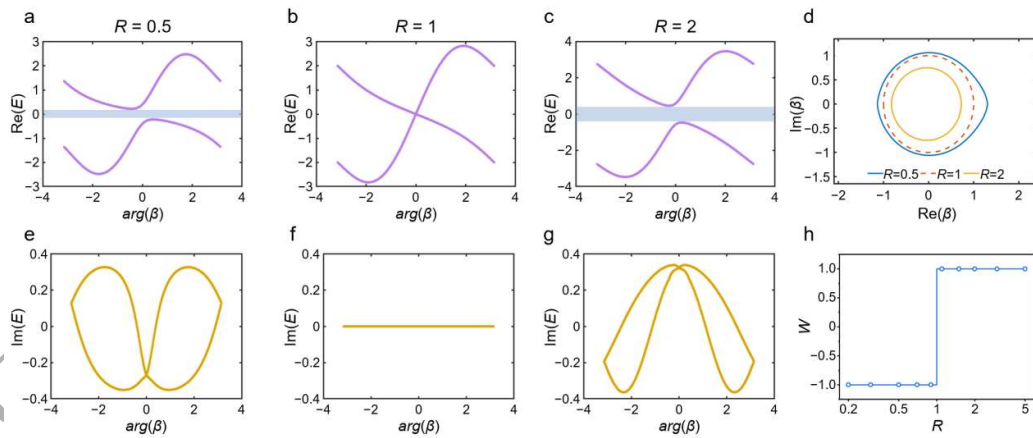 a R = 0.5
Re(E)
3
2
1
0
−1
−2
−3
−4 −2 0 2 4
arg(β)
b R = 1
Re(E)
3
2
1
0
−1
−2
−3
−4 −2 0 2 4
arg(β)
c R = 2
Re(E)
4
2
0
−2
−4
−4 −2 0 2 4
arg(β)
d
Im(β)
1.5
1
0.5
0
−0.5
−1
−1.5
R=0.5 R=1 R=2
−2 −1 0 1 2
Re(β)
e
Im(E)
0.4
0.2
0
−0.2
−0.4
−4 −2 0 2 4
arg(β)
f
Im(E)
0.4
0.2
0
−0.2
−0.4
−4 −2 0 2 4
arg(β)
g
Im(E)
0.4
0.2
0
−0.2
−0.4
−4 −2 0 2 4
arg(β)
h
W
1.0
0.5
0
−0.5
−1.0
0.2 0.5 1 2 5
R